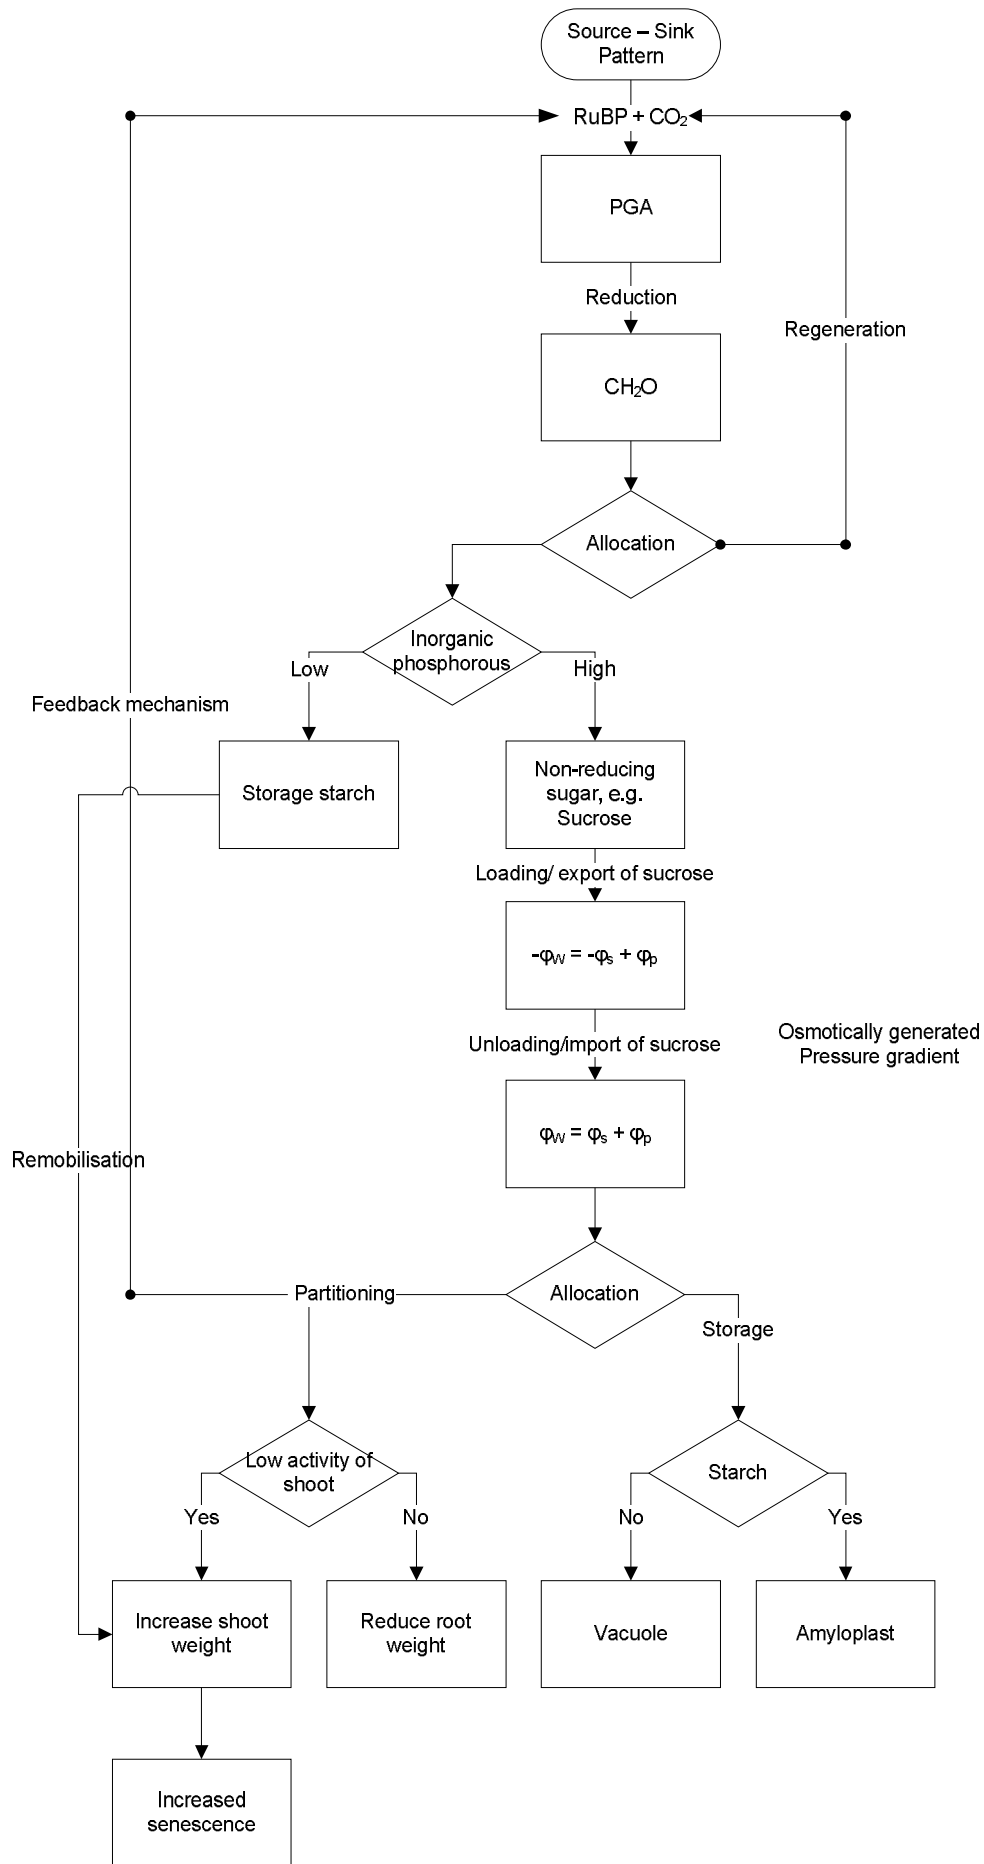 Source – Sink
Pattern
RuBP + CO₂
PGA
Reduction
Regeneration
CH₂O
Allocation
Inorganic
phosphorous
Low
High
Feedback mechanism
Storage starch
Non-reducing
sugar, e.g.
Sucrose
Loading/ export of sucrose
-φw = -φs + φp
Osmotically generated
Pressure gradient
Unloading/import of sucrose
φw = φs + φp
Remobilisation
Partitioning
Allocation
Storage
Low activity of
shoot
Starch
Yes
No
No
Yes
Increase shoot
weight
Reduce root
weight
Vacuole
Amyloplast
Increased
senescence